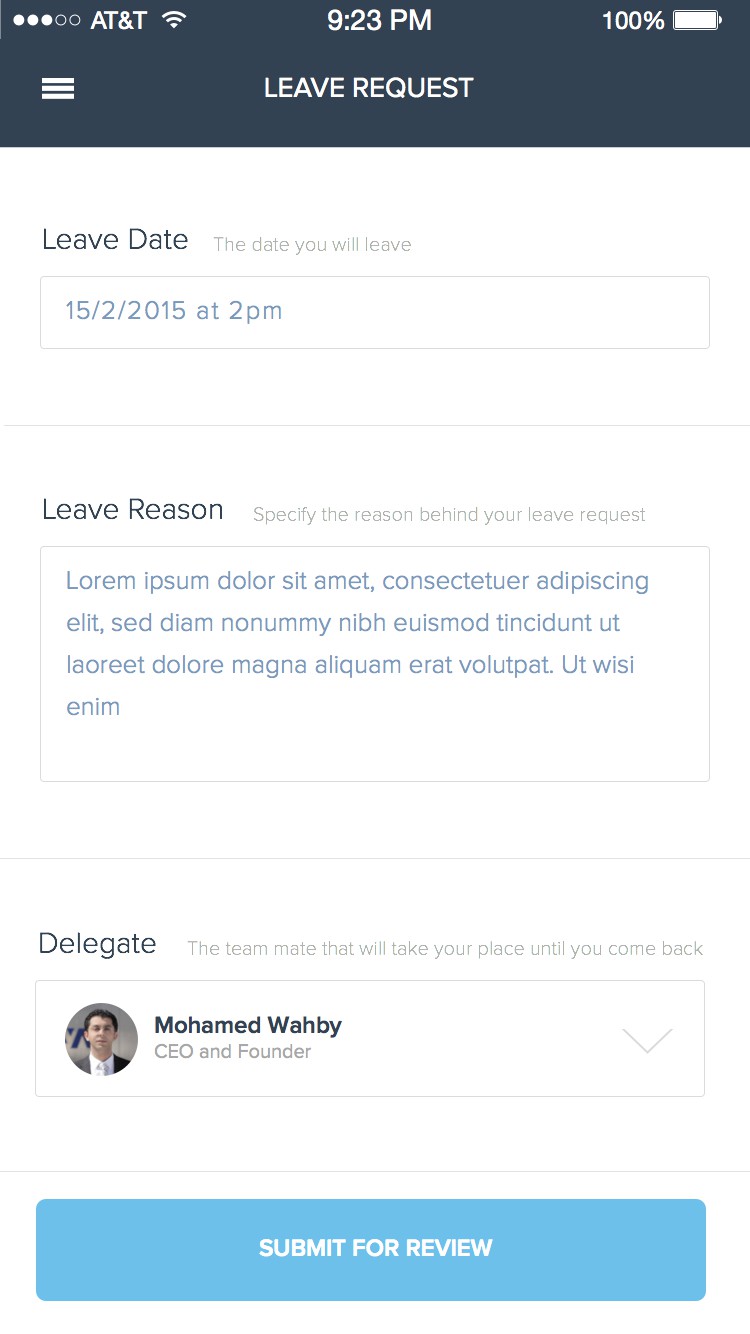 AT&T 9:23 PM 100%
LEAVE REQUEST
Leave Date The date you will leave
15/2/2015 at 2pm
Leave Reason Specify the reason behind your leave request
Lorem ipsum dolor sit amet, consectetuer adipiscing
elit, sed diam nonummy nibh euismod tincidunt ut
laoreet dolore magna aliquam erat volutpat. Ut wisi
enim
Delegate The team mate that will take your place until you come back
Mohamed Wahby
CEO and Founder
SUBMIT FOR REVIEW